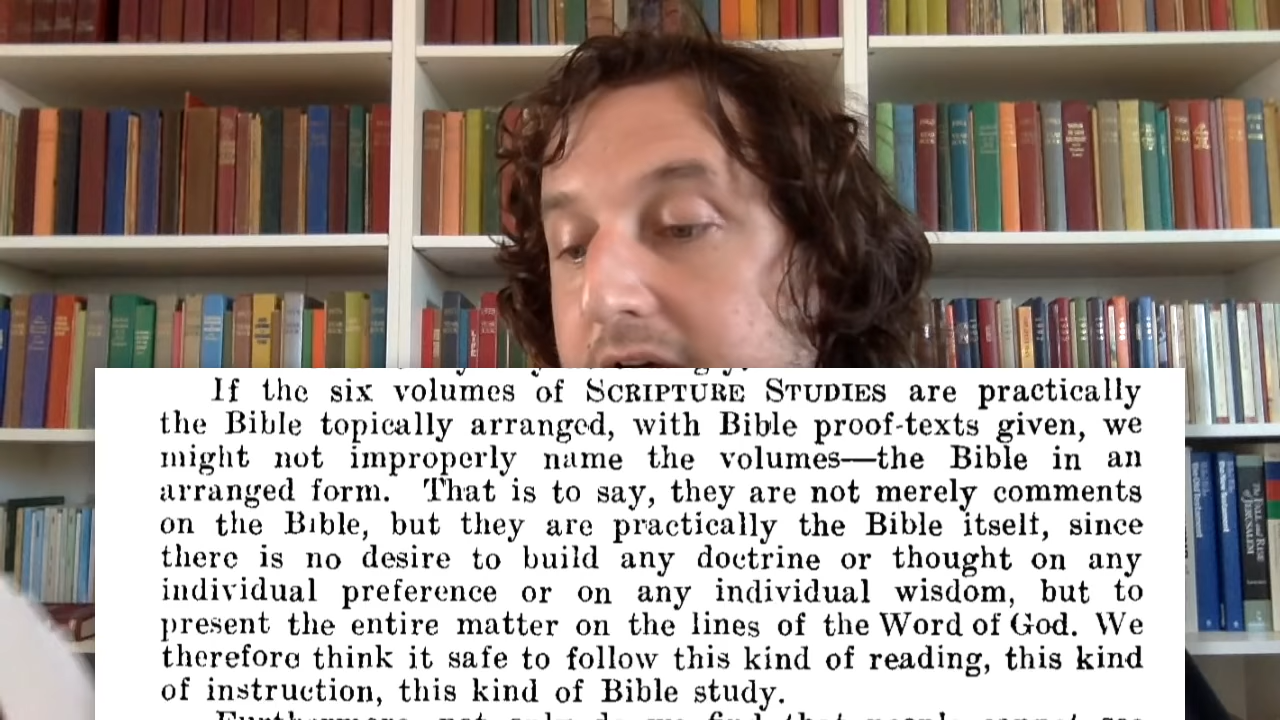 If the six volumes of SCRIPTURE STUDIES are practically
the Bible topically arranged, with Bible proof-texts given, we
might not improperly name the volumes—the Bible in an
arranged form. That is to say, they are not merely comments
on the Bible, but they are practically the Bible itself, since
there is no desire to build any doctrine or thought on any
individual preference or on any individual wisdom, but to
present the entire matter on the lines of the Word of God. We
therefore think it safe to follow this kind of reading, this kind
of instruction, this kind of Bible study.